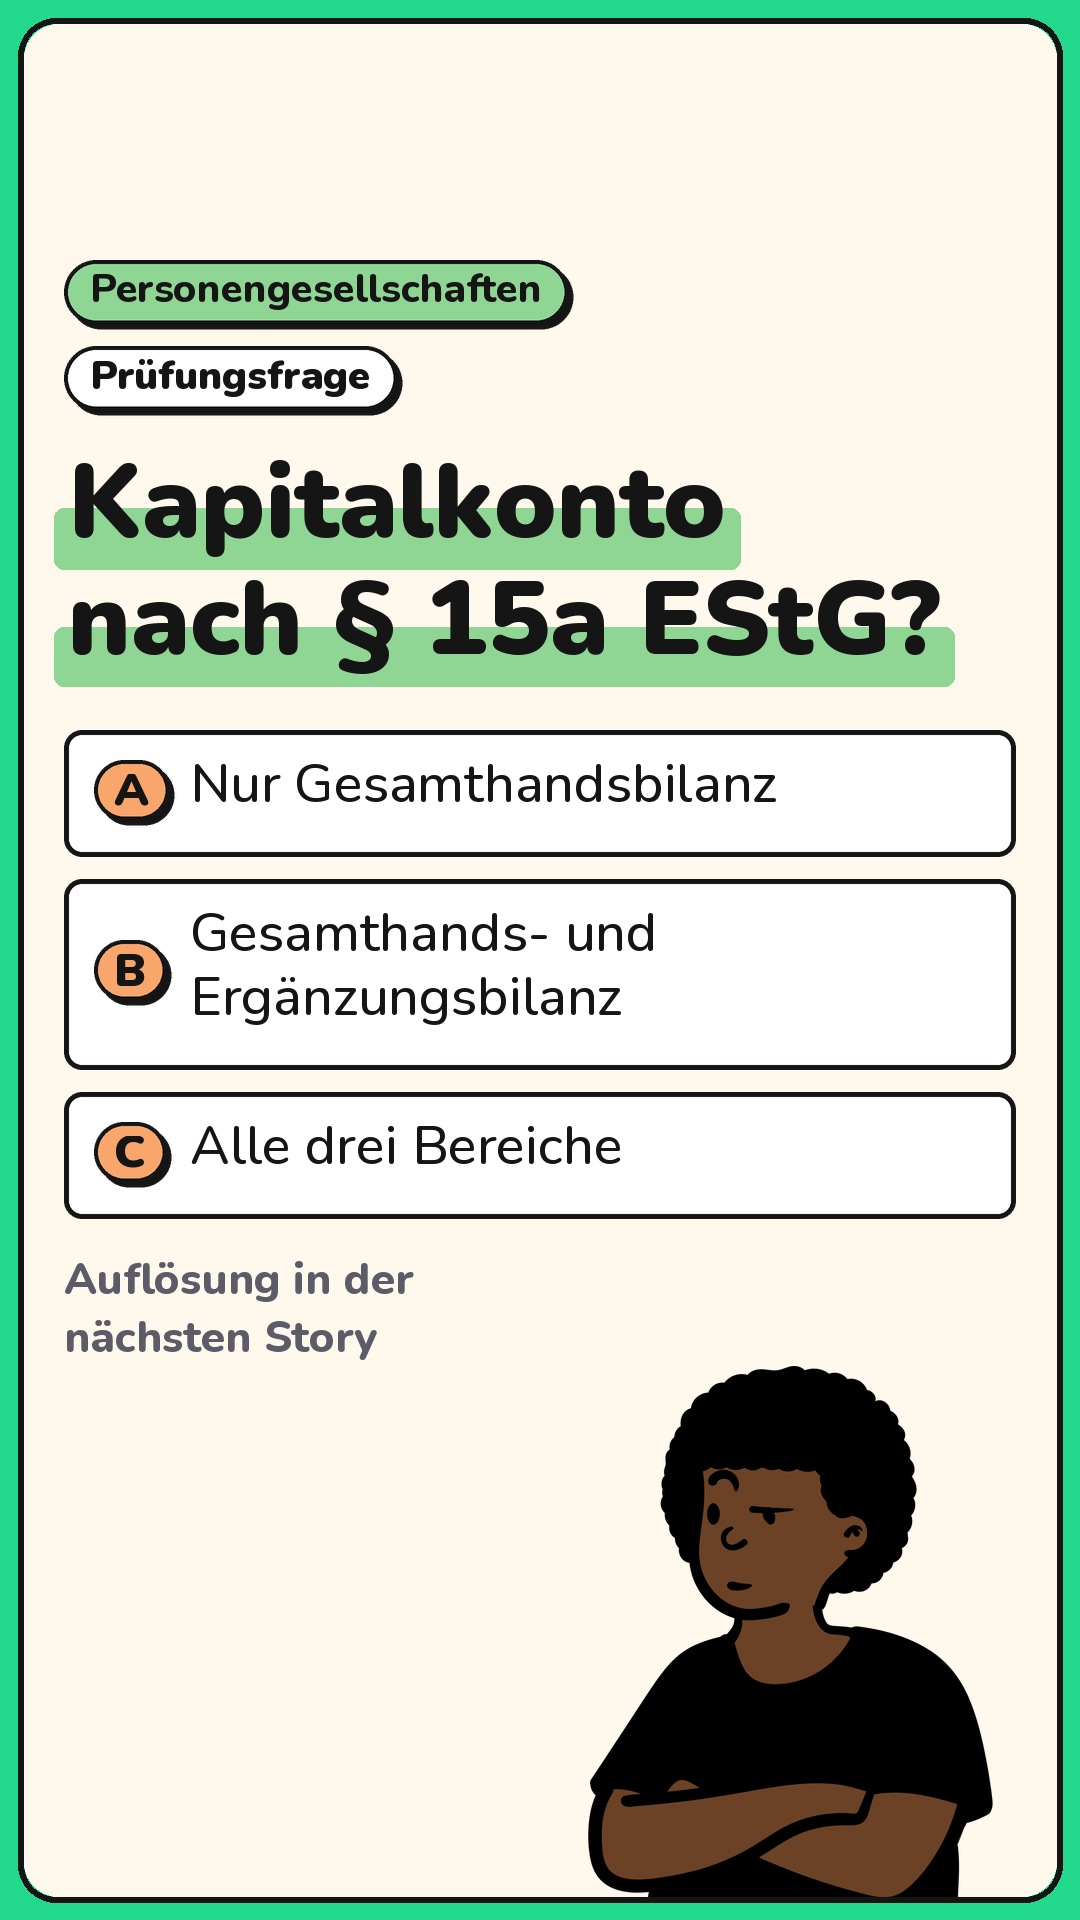 Personengesellschaften
Prüfungsfrage
Kapitalkonto
nach § 15a EStG?
A Nur Gesamthandsbilanz
B Gesamthands- und
Ergänzungsbilanz
C Alle drei Bereiche
Auflösung in der
nächsten Story